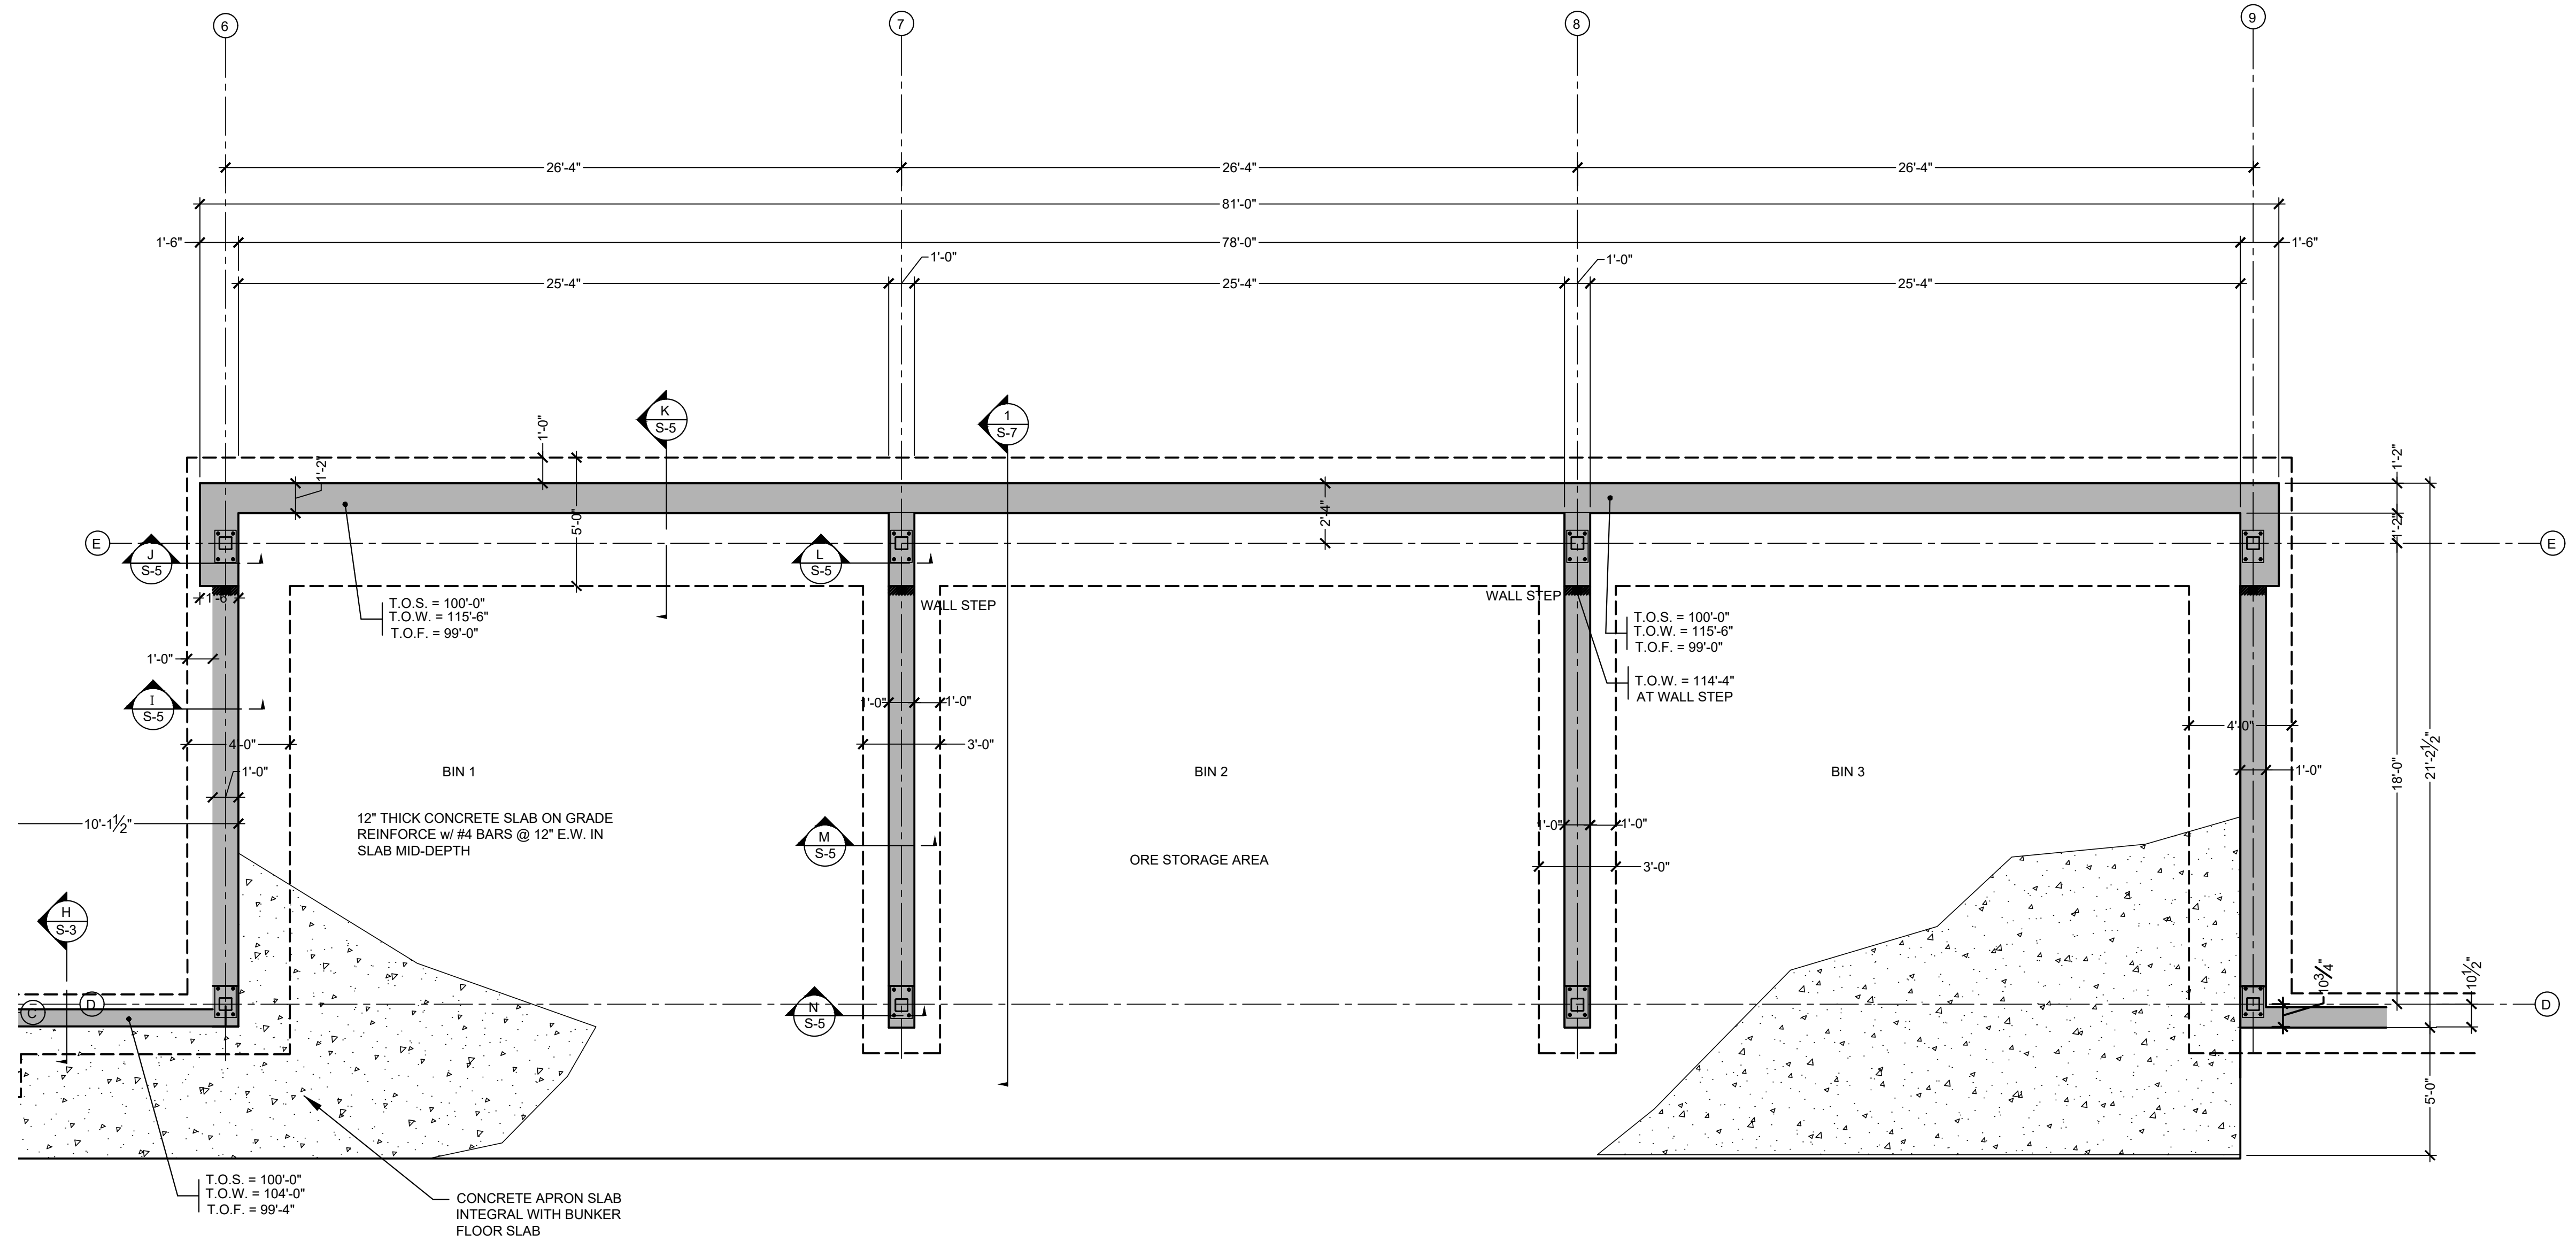 6
7
8
9
26'-4"
26'-4"
26'-4"
81'-0"
1'-6"
78'-0"
1'-6"
1'-0"
1'-0"
25'-4"
25'-4"
25'-4"
K
S-5
1
S-7
1'-0"
1'-2"
1'-2'
5'-0"
2'-4"
1'-2"
E
E
J
S-5
L
S-5
1'-6"
WALL STEP
WALL STEP
T.O.S. = 100'-0"
T.O.W. = 115'-6"
T.O.F. = 99'-0"
T.O.S. = 100'-0"
T.O.W. = 115'-6"
T.O.F. = 99'-0"
1'-0"
T.O.W. = 114'-4"
AT WALL STEP
I
S-5
1'-0"
1'-0"
4'-0"
4'-0"
3'-0"
1'-0"
BIN 1
BIN 2
BIN 3
1'-0"
18'-0"
21'-2½"
10'-1½"
12" THICK CONCRETE SLAB ON GRADE
REINFORCE w/ #4 BARS @ 12" E.W. IN
SLAB MID-DEPTH
1'-0"
1'-0"
M
S-5
ORE STORAGE AREA
3'-0"
H
S-3
10¾"
10½"
C
D
N
S-5
D
5'-0"
T.O.S. = 100'-0"
T.O.W. = 104'-0"
T.O.F. = 99'-4"
CONCRETE APRON SLAB
INTEGRAL WITH BUNKER
FLOOR SLAB